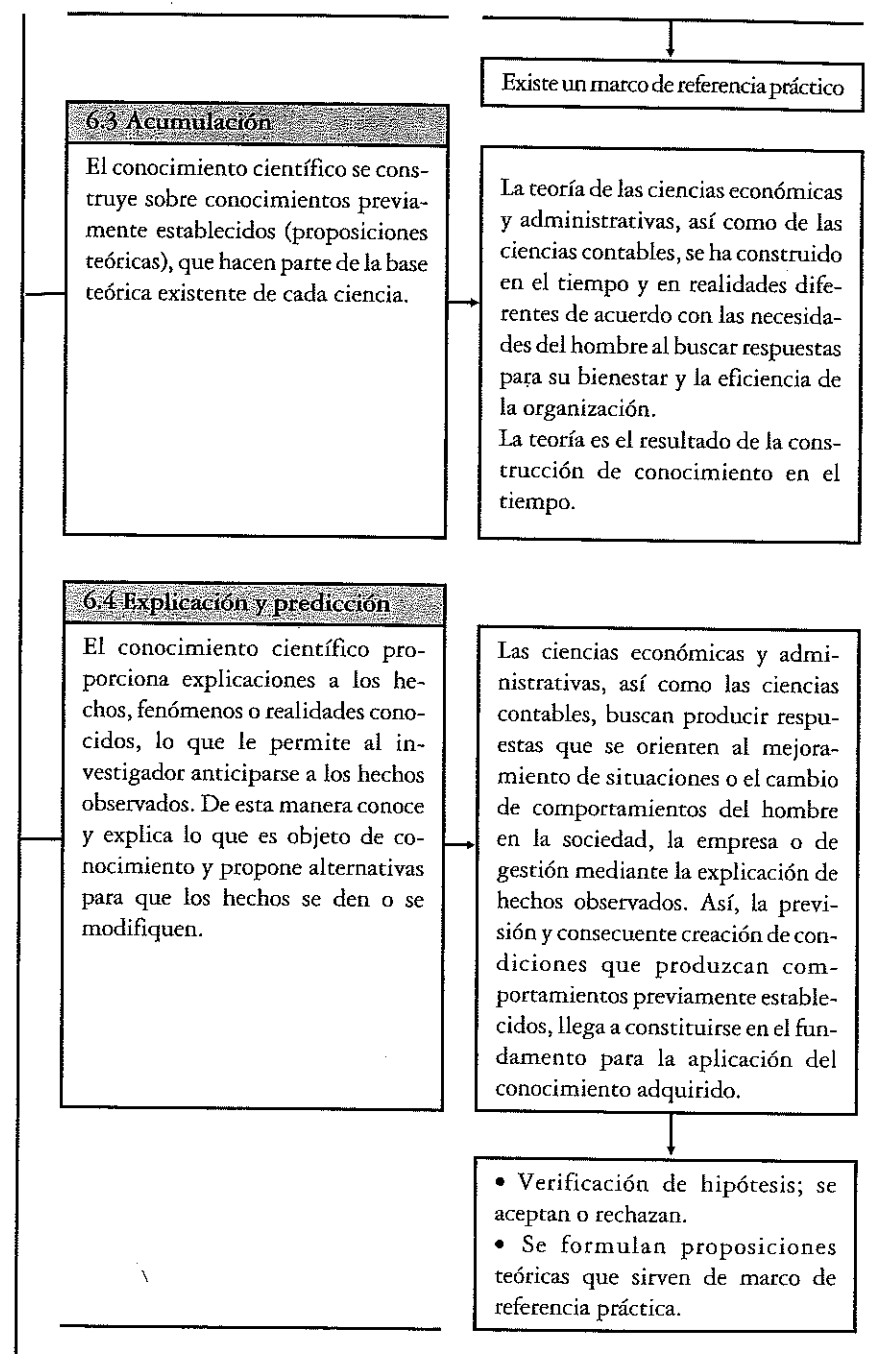 Existe un marco de referencia práctico
6.3 Acumulación
El conocimiento científico se cons-
truye sobre conocimientos previa-
mente establecidos (proposiciones
teóricas), que hacen parte de la base
teórica existente de cada ciencia.
La teoría de las ciencias económicas
y administrativas, así como de las
ciencias contables, se ha construido
en el tiempo y en realidades dife-
rentes de acuerdo con las necesida-
des del hombre al buscar respuestas
para su bienestar y la eficiencia de
la organización.
La teoría es el resultado de la cons-
trucción de conocimiento en el
tiempo.
6.4 Explicación y predicción
El conocimiento científico pro-
porciona explicaciones a los he-
chos, fenómenos o realidades cono-
cidos, lo que le permite al in-
vestigador anticiparse a los hechos
observados. De esta manera conoce
y explica lo que es objeto de co-
nocimiento y propone alternativas
para que los hechos se den o se
modifiquen.
Las ciencias económicas y admi-
nistrativas, así como las ciencias
contables, buscan producir respu-
estas que se orienten al mejora-
miento de situaciones o el cambio
de comportamientos del hombre
en la sociedad, la empresa o de
gestión mediante la explicación de
hechos observados. Así, la previ-
sión y consecuente creación de con-
diciones que produzcan com-
portamientos previamente estable-
cidos, llega a constituirse en el fun-
damento para la aplicación del
conocimiento adquirido.
• Verificación de hipótesis; se
aceptan o rechazan.
• Se formulan proposiciones
teóricas que sirven de marco de
referencia práctica.